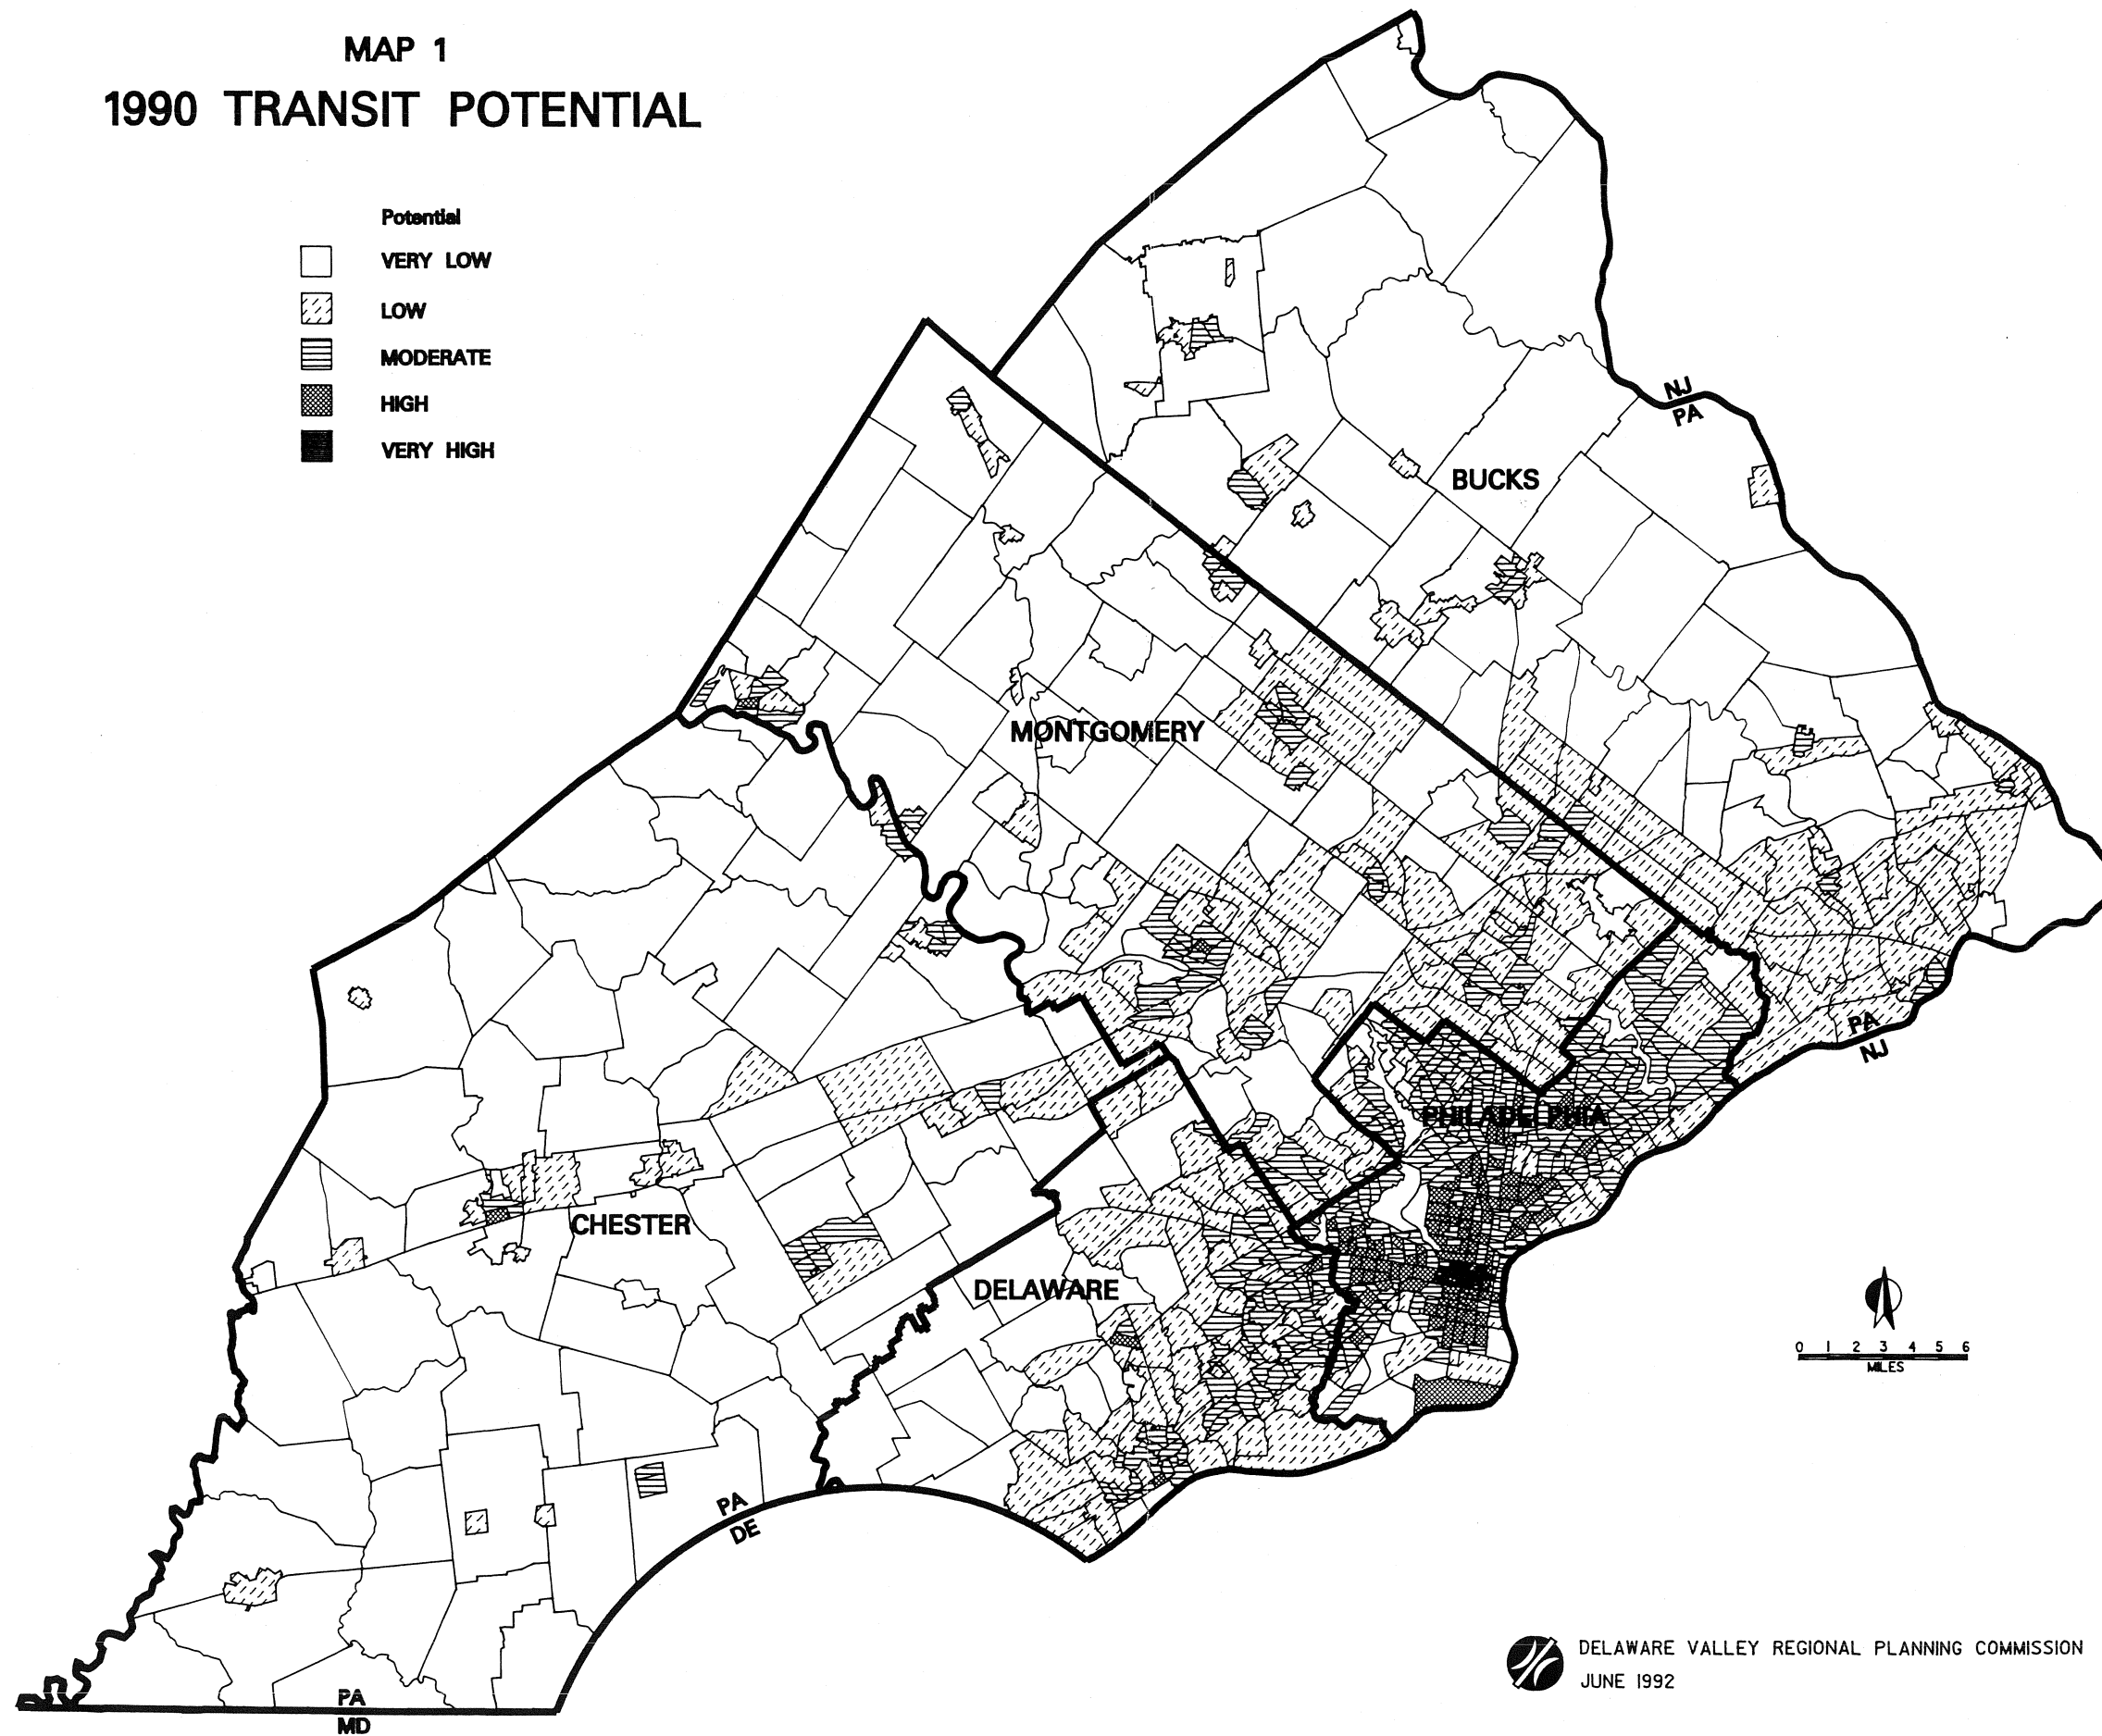 MAP 1
1990 TRANSIT POTENTIAL
Potential
VERY LOW
LOW
MODERATE
HIGH
VERY HIGH
NJ
PA
BUCKS
MONTGOMERY
PA
NJ
PHILADELPHIA
CHESTER
DELAWARE
0 1 2 3 4 5 6
MILES
PA
DE
DELAWARE VALLEY REGIONAL PLANNING COMMISSION
JUNE 1992
PA
MD